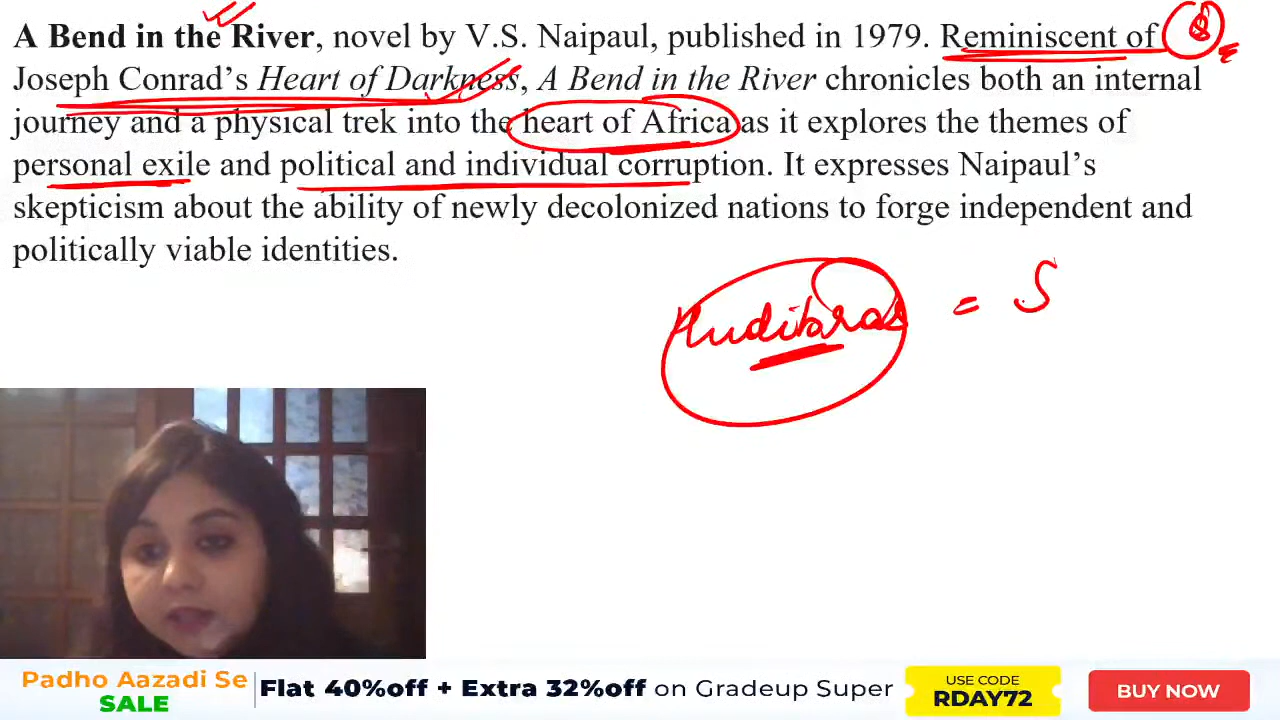 A Bend in the River, novel by V.S. Naipaul, published in 1979. Reminiscent of
8
Joseph Conrad's Heart of Darkness, A Bend in the River chronicles both an internal
journey and a physical trek into the heart of Africa as it explores the themes of
personal exile and political and individual corruption. It expresses Naipaul's
skepticism about the ability of newly decolonized nations to forge independent and
politically viable identities.
Hudibras = S
Padho Aazadi Se
SALE
Flat 40%off + Extra 32%off on Gradeup Super
USE CODE
RDAY72
BUY NOW